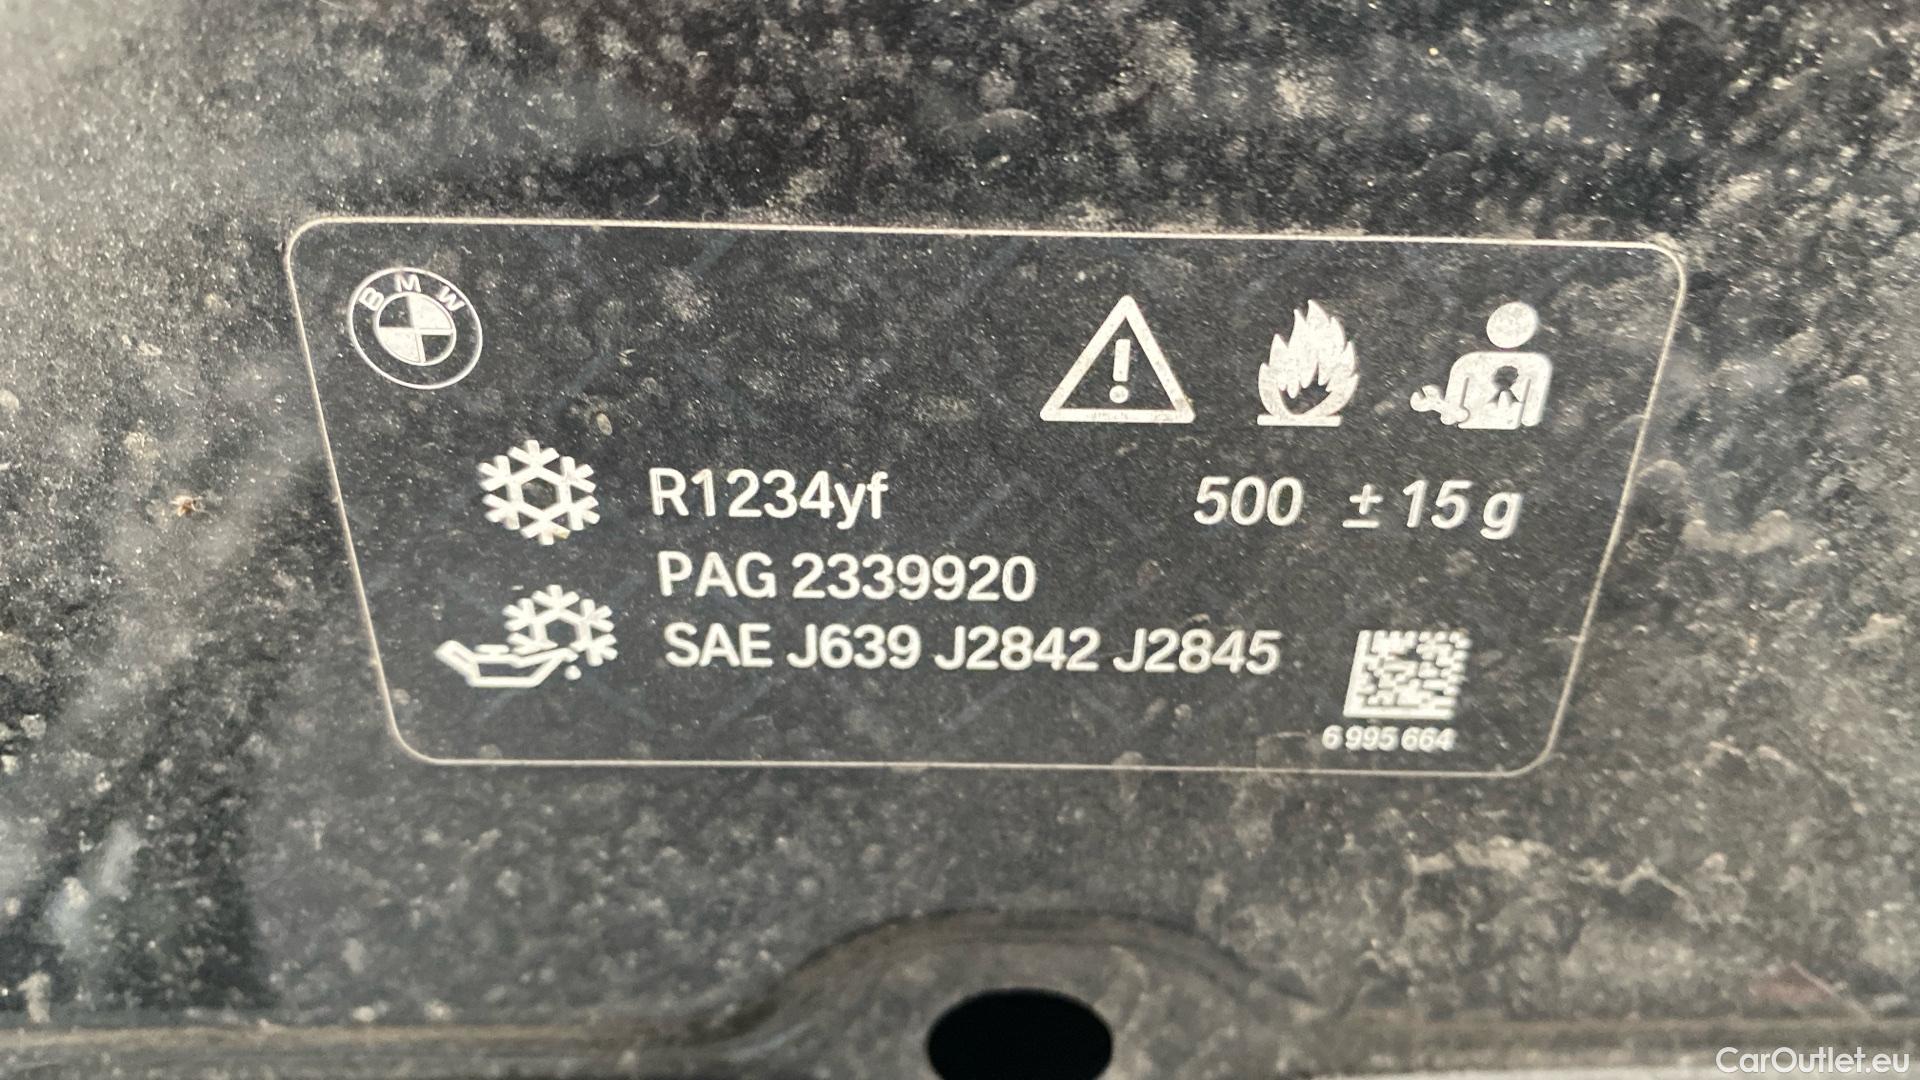 BMW
R1234yf 500 ± 15 g
PAG 2339920
SAE J639 J2842 J2845
6 995 664
CarOutlet.eu